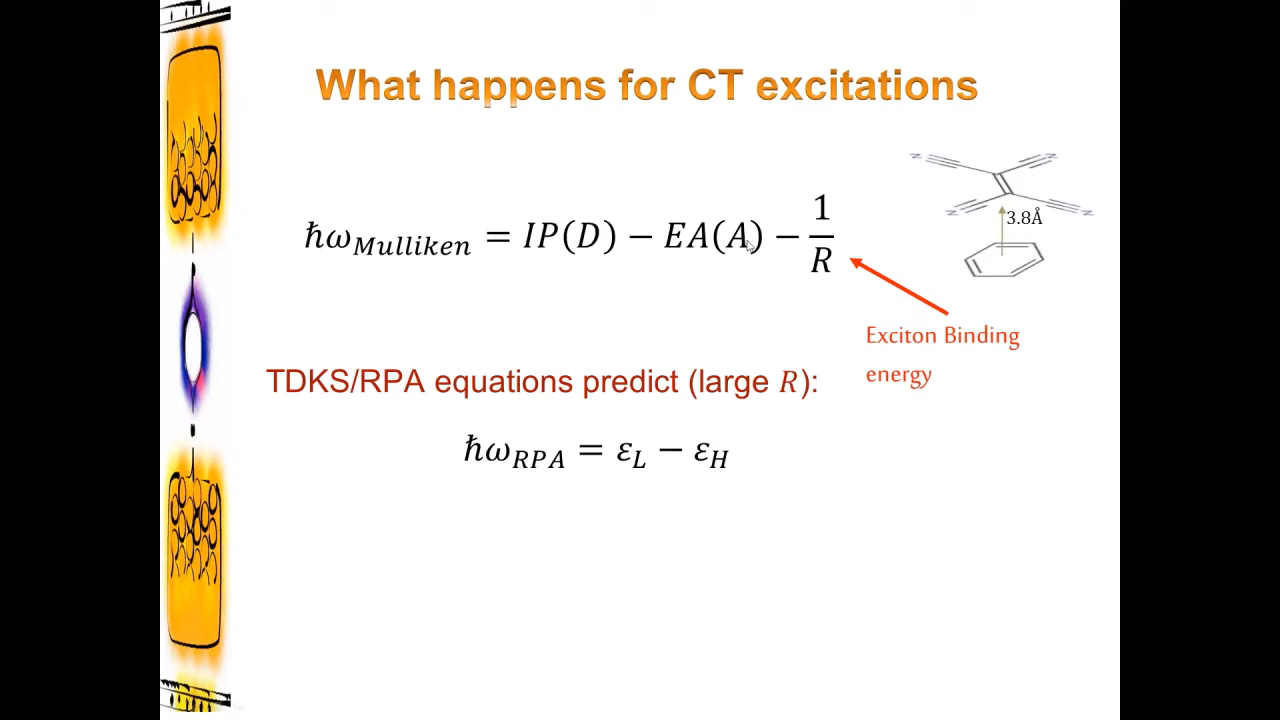 What happens for CT excitations
ℏω_Mulliken = IP(D) − EA(A) − 1/R
N N
N N
3.8Å
Exciton Binding
energy
TDKS/RPA equations predict (large R):
ℏω_RPA = ε_L − ε_H